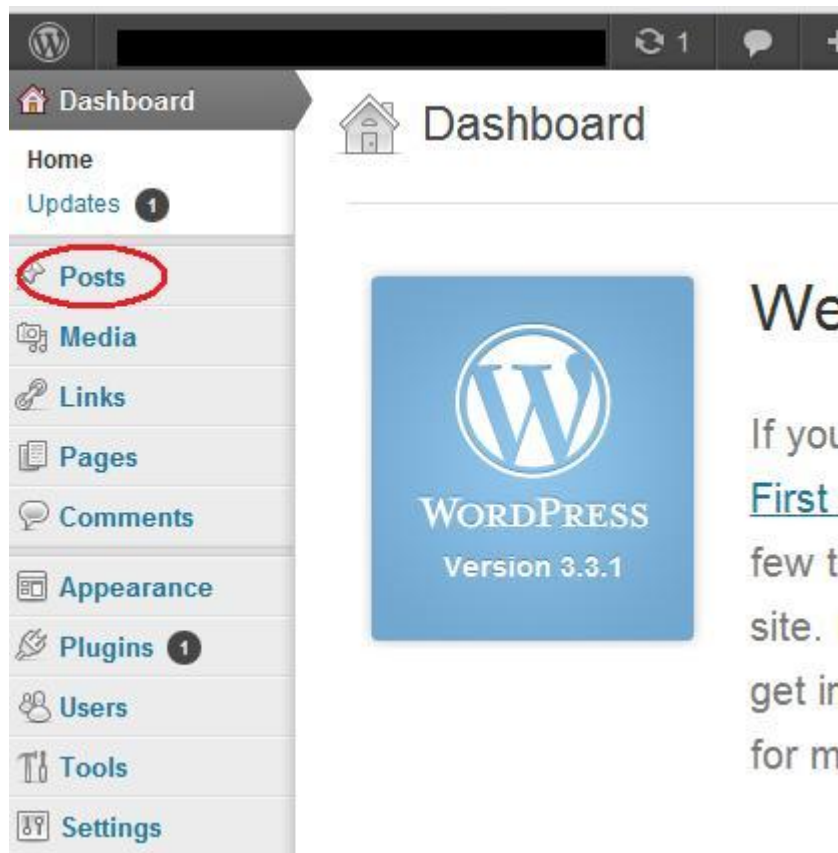 1
Dashboard
Home
Updates 1
Posts
Media
Links
Pages
Comments
Appearance
Plugins 1
Users
Tools
Settings
Dashboard
WORDPRESS
Version 3.3.1
We
If you
First
few t
site.
get in
for m